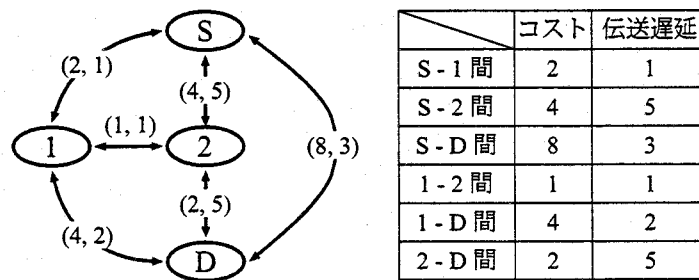 S
(2, 1)
(4, 5)
(1, 1)
1
2
(8, 3)
(2, 5)
(4, 2)
D
コスト 伝送遅延
S - 1 間 2 1
S - 2 間 4 5
S - D 間 8 3
1 - 2 間 1 1
1 - D 間 4 2
2 - D 間 2 5